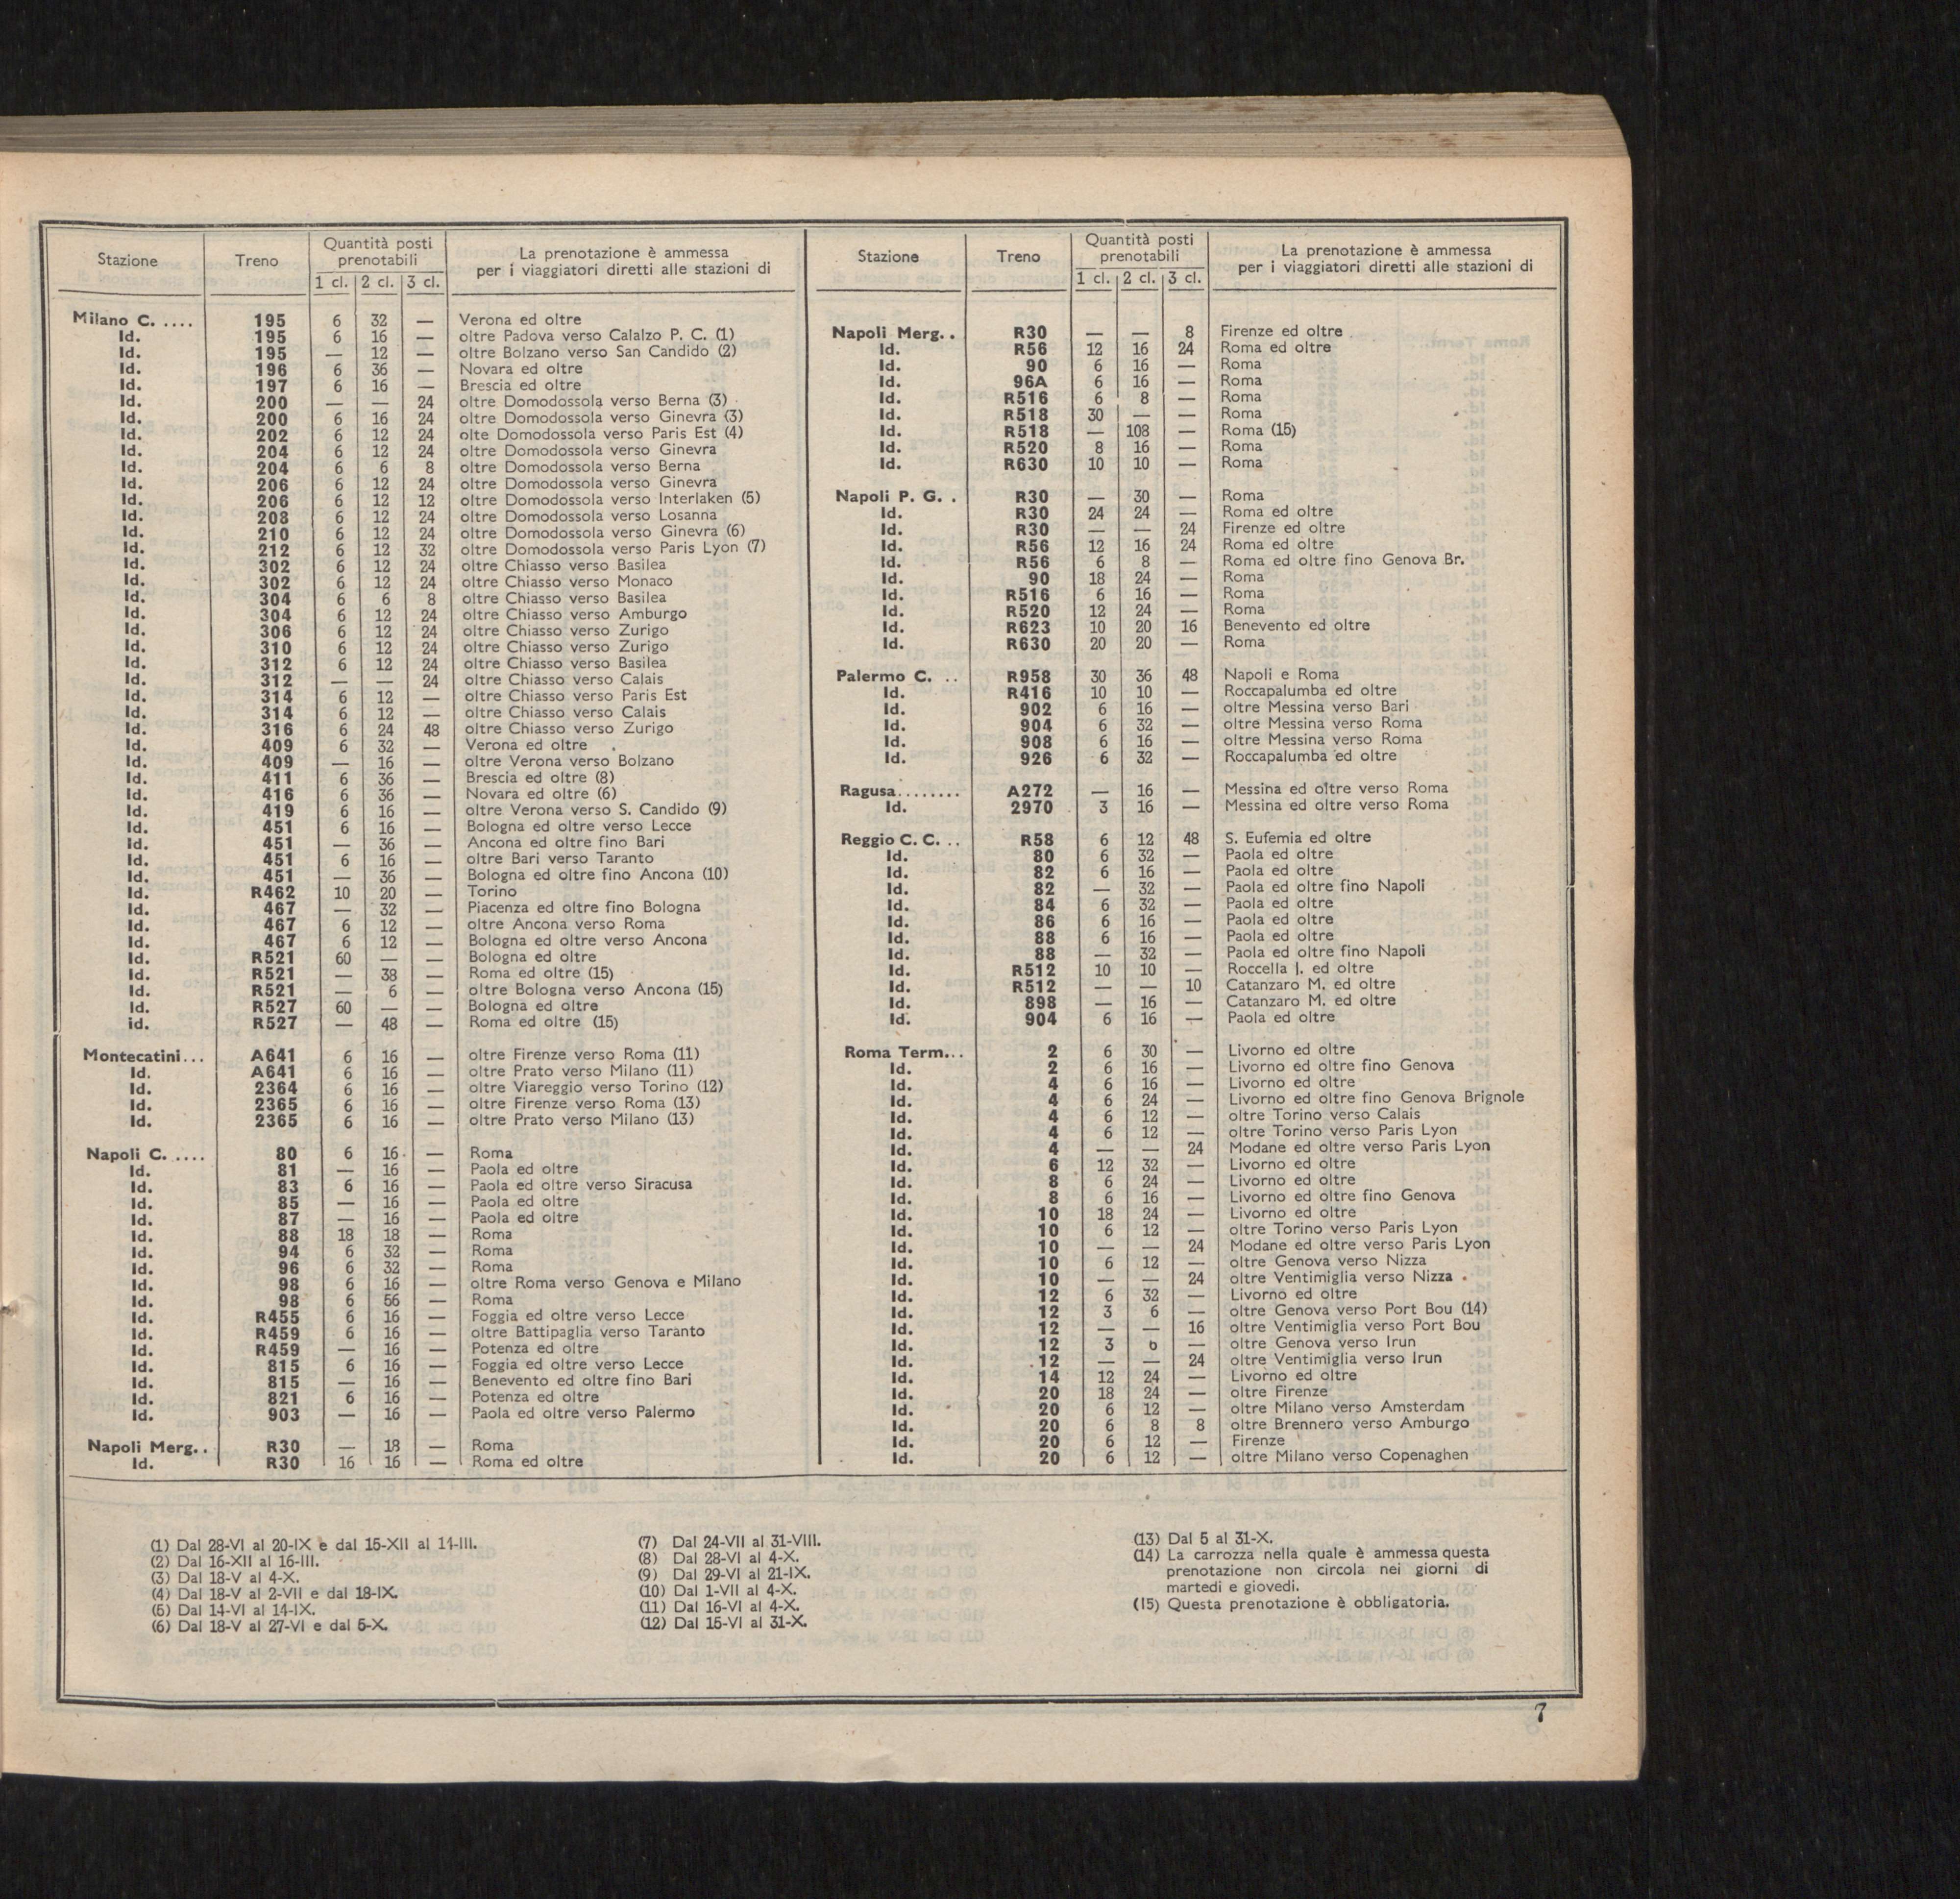 Stazione Treno Quantità posti prenotabili La prenotazione è ammessa per i viaggiatori diretti alle stazioni di
1 cl. 2 cl. 3 cl.
Milano C. .... 195 6 32 — Verona ed oltre
Id. 195 6 16 — oltre Padova verso Calalzo P. C. (1)
Id. 195 — 12 — oltre Bolzano verso San Candido (2)
Id. 196 6 36 — Novara ed oltre
Id. 197 6 16 — Brescia ed oltre
Id. 200 — — 24 oltre Domodossola verso Berna (3)
Id. 200 6 16 24 oltre Domodossola verso Ginevra (3)
Id. 202 6 12 24 olte Domodossola verso Paris Est (4)
Id. 204 6 12 24 oltre Domodossola verso Ginevra
Id. 204 6 6 8 oltre Domodossola verso Berna
Id. 206 6 12 24 oltre Domodossola verso Ginevra
Id. 206 6 12 12 oltre Domodossola verso Interlaken (5)
Id. 208 6 12 24 oltre Domodossola verso Losanna
Id. 210 6 12 24 oltre Domodossola verso Ginevra (6)
Id. 212 6 12 32 oltre Domodossola verso Paris Lyon (7)
Id. 302 6 12 24 oltre Chiasso verso Basilea
Id. 302 6 12 24 oltre Chiasso verso Monaco
Id. 304 6 6 8 oltre Chiasso verso Basilea
Id. 304 6 12 24 oltre Chiasso verso Amburgo
Id. 306 6 12 24 oltre Chiasso verso Zurigo
Id. 310 6 12 24 oltre Chiasso verso Zurigo
Id. 312 6 12 24 oltre Chiasso verso Basilea
Id. 312 — — 24 oltre Chiasso verso Calais
Id. 314 6 12 — oltre Chiasso verso Paris Est
Id. 314 6 12 — oltre Chiasso verso Calais
Id. 316 6 24 48 oltre Chiasso verso Zurigo
Id. 409 6 32 — Verona ed oltre
Id. 409 — 16 — oltre Verona verso Bolzano
Id. 411 6 36 — Brescia ed oltre (8)
Id. 416 6 36 — Novara ed oltre (6)
Id. 419 6 16 — oltre Verona verso S. Candido (9)
Id. 451 6 16 — Bologna ed oltre verso Lecce
Id. 451 — 36 — Ancona ed oltre fino Bari
Id. 451 6 16 — oltre Bari verso Taranto
Id. 451 — 36 — Bologna ed oltre fino Ancona (10)
Id. R462 10 20 — Torino
Id. 467 — 32 — Piacenza ed oltre fino Bologna
Id. 467 6 12 — oltre Ancona verso Roma
Id. 467 6 12 — Bologna ed oltre verso Ancona
Id. R521 60 — — Bologna ed oltre
Id. R521 — 38 — Roma ed oltre (15)
Id. R521 — 6 — oltre Bologna verso Ancona (15)
Id. R527 60 — — Bologna ed oltre
id. R527 — 48 — Roma ed oltre (15)
Montecatini... A641 6 16 — oltre Firenze verso Roma (11)
Id. A641 6 16 — oltre Prato verso Milano (11)
Id. 2364 6 16 — oltre Viareggio verso Torino (12)
Id. 2365 6 16 — oltre Firenze verso Roma (13)
Id. 2365 6 16 — oltre Prato verso Milano (13)
Napoli C. .... 80 6 16 — Roma
Id. 81 — 16 — Paola ed oltre
Id. 83 6 16 — Paola ed oltre verso Siracusa
Id. 85 — 16 — Paola ed oltre
Id. 87 — 16 — Paola ed oltre
Id. 88 18 18 — Roma
Id. 94 6 32 — Roma
Id. 96 6 32 — Roma
Id. 98 6 16 — oltre Roma verso Genova e Milano
Id. 98 6 56 — Roma
Id. R455 6 16 — Foggia ed oltre verso Lecce
Id. R459 6 16 — oltre Battipaglia verso Taranto
Id. R459 — 16 — Potenza ed oltre
Id. 815 6 16 — Foggia ed oltre verso Lecce
Id. 815 — 16 — Benevento ed oltre fino Bari
Id. 821 6 16 — Potenza ed oltre
Id. 903 — 16 — Paola ed oltre verso Palermo
Napoli Merg.. R30 — 18 — Roma
Id. R30 16 16 — Roma ed oltre
Stazione Treno Quantità posti prenotabili La prenotazione è ammessa per i viaggiatori diretti alle stazioni di
1 cl. 2 cl. 3 cl.
Napoli Merg.. R30 — — 8 Firenze ed oltre
Id. R56 12 16 24 Roma ed oltre
Id. 90 6 16 — Roma
Id. 96A 6 16 — Roma
Id. R516 6 8 — Roma
Id. R518 30 — — Roma
Id. R518 — 108 — Roma (15)
Id. R520 8 16 — Roma
Id. R630 10 10 — Roma
Napoli P. G. . R30 — 30 — Roma
Id. R30 24 24 — Roma ed oltre
Id. R30 — — 24 Firenze ed oltre
Id. R56 12 16 24 Roma ed oltre
Id. R56 6 8 — Roma ed oltre fino Genova Br.
Id. 90 18 24 — Roma
Id. R516 6 16 — Roma
Id. R520 12 24 — Roma
Id. R623 10 20 16 Benevento ed oltre
Id. R630 20 20 — Roma
Palermo C. .. R958 30 36 48 Napoli e Roma
Id. R416 10 10 — Roccapalumba ed oltre
Id. 902 6 16 — oltre Messina verso Bari
Id. 904 6 32 — oltre Messina verso Roma
Id. 908 6 16 — oltre Messina verso Roma
Id. 926 6 32 — Roccapalumba ed oltre
Ragusa........ A272 — 16 — Messina ed oltre verso Roma
Id. 2970 3 16 — Messina ed oltre verso Roma
Reggio C. C. .. R58 6 12 48 S. Eufemia ed oltre
Id. 80 6 32 — Paola ed oltre
Id. 82 6 16 — Paola ed oltre
Id. 82 — 32 — Paola ed oltre fino Napoli
Id. 84 6 32 — Paola ed oltre
Id. 86 6 16 — Paola ed oltre
Id. 88 6 16 — Paola ed oltre
Id. 88 — 32 — Paola ed oltre fino Napoli
Id. R512 10 10 — Roccella J. ed oltre
Id. R512 — — 10 Catanzaro M. ed oltre
Id. 898 — 16 — Catanzaro M. ed oltre
Id. 904 6 16 — Paola ed oltre
Roma Term... 2 6 30 — Livorno ed oltre
Id. 2 6 16 — Livorno ed oltre fino Genova
Id. 4 6 16 — Livorno ed oltre
Id. 4 6 24 — Livorno ed oltre fino Genova Brignole
Id. 4 6 12 — oltre Torino verso Calais
Id. 4 6 12 — oltre Torino verso Paris Lyon
Id. 4 — — 24 Modane ed oltre verso Paris Lyon
Id. 6 12 32 — Livorno ed oltre
Id. 8 6 24 — Livorno ed oltre
Id. 8 6 16 — Livorno ed oltre fino Genova
Id. 10 18 24 — Livorno ed oltre
Id. 10 6 12 — oltre Torino verso Paris Lyon
Id. 10 — — 24 Modane ed oltre verso Paris Lyon
Id. 10 6 12 — oltre Genova verso Nizza
Id. 10 — — 24 oltre Ventimiglia verso Nizza
Id. 12 6 32 — Livorno ed oltre
Id. 12 3 6 — oltre Genova verso Port Bou (14)
Id. 12 — — 16 oltre Ventimiglia verso Port Bou
Id. 12 3 6 — oltre Genova verso Irun
Id. 12 — — 24 oltre Ventimiglia verso Irun
Id. 14 12 24 — Livorno ed oltre
Id. 20 18 24 — oltre Firenze
Id. 20 6 12 — oltre Milano verso Amsterdam
Id. 20 6 8 8 oltre Brennero verso Amburgo
Id. 20 6 12 — Firenze
Id. 20 6 12 — oltre Milano verso Copenaghen
(1) Dal 28-VI al 20-IX e dal 15-XII al 14-III.
(2) Dal 16-XII al 16-III.
(3) Dal 18-V al 4-X.
(4) Dal 18-V al 2-VII e dal 18-IX.
(5) Dal 14-VI al 14-IX.
(6) Dal 18-V al 27-VI e dal 5-X.
(7) Dal 24-VII al 31-VIII.
(8) Dal 28-VI al 4-X.
(9) Dal 29-VI al 21-IX.
(10) Dal 1-VII al 4-X.
(11) Dal 16-VI al 4-X.
(12) Dal 15-VI al 31-X.
(13) Dal 5 al 31-X.
(14) La carrozza nella quale è ammessa questa
prenotazione non circola nei giorni di
martedi e giovedi.
(15) Questa prenotazione è obbligatoria.
7